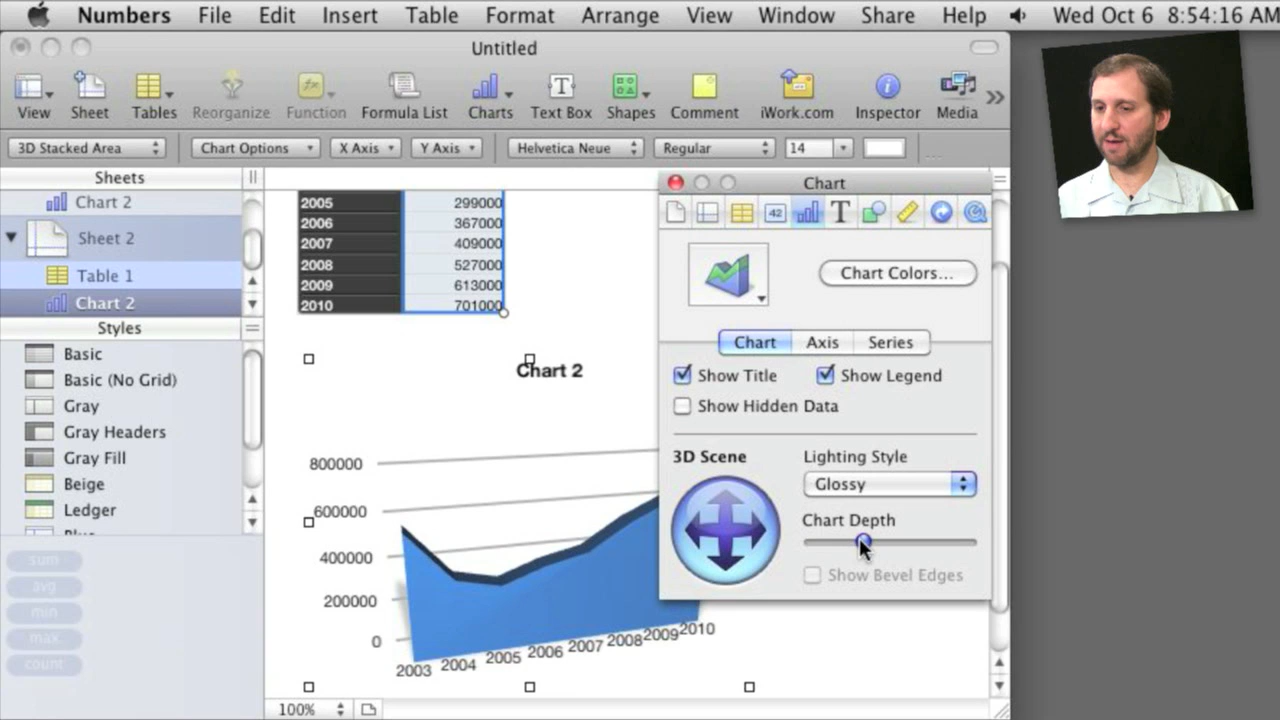 Numbers File Edit Insert Table Format Arrange View Window Share Help Wed Oct 6 8:54:16 AM
Untitled
View Sheet Tables Reorganize Function Formula List Charts Text Box Shapes Comment iWork.com Inspector Media
3D Stacked Area Chart Options X Axis Y Axis Helvetica Neue Regular 14
Sheets
Chart 2
Sheet 2
Table 1
Chart 2
Styles
Basic
Basic (No Grid)
Gray
Gray Headers
Gray Fill
Beige
Ledger
sum
avg
min
max
count
2005 299000
2006 367000
2007 409000
2008 527000
2009 613000
2010 701000
Chart 2
800000
600000
400000
200000
0
2003 2004 2005 2006 2007 2008 2009 2010
100%
Chart
42
Chart Colors...
Chart Axis Series
Show Title Show Legend
Show Hidden Data
3D Scene Lighting Style
Glossy
Chart Depth
Show Bevel Edges